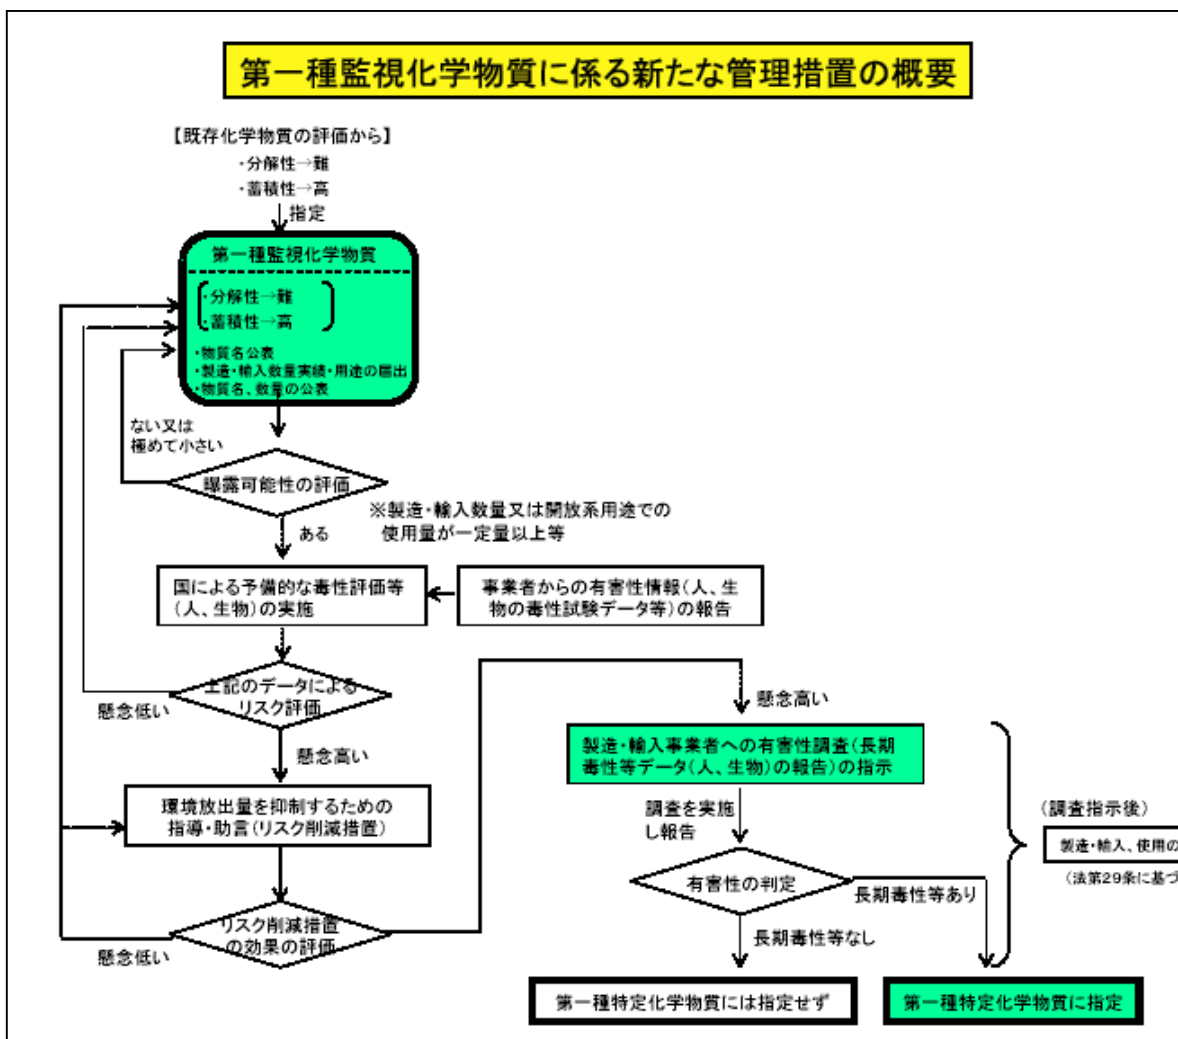 第一種監視化学物質に係る新たな管理措置の概要
【既存化学物質の評価から】
・分解性→難
・蓄積性→高
指定
第一種監視化学物質
・分解性→難
・蓄積性→高
・物質名公表
・製造・輸入数量実績・用途の届出
・物質名、数量の公表
ない又は
極めて小さい
曝露可能性の評価
※製造・輸入数量又は開放系用途での
使用量が一定量以上等
ある
国による予備的な毒性評価等
（人、生物）の実施
事業者からの有害性情報（人、生
物の毒性試験データ等）の報告
上記のデータによる
リスク評価
懸念低い
懸念高い
懸念高い
製造・輸入事業者への有害性調査（長期
毒性等データ（人、生物）の報告）の指示
環境放出量を抑制するための
指導・助言（リスク削減措置）
調査を実施
し報告
（調査指示後）
製造・輸入、使用の
（法第29条に基づ
有害性の判定
長期毒性等あり
リスク削減措置
の効果の評価
懸念低い
長期毒性等なし
第一種特定化学物質には指定せず
第一種特定化学物質に指定